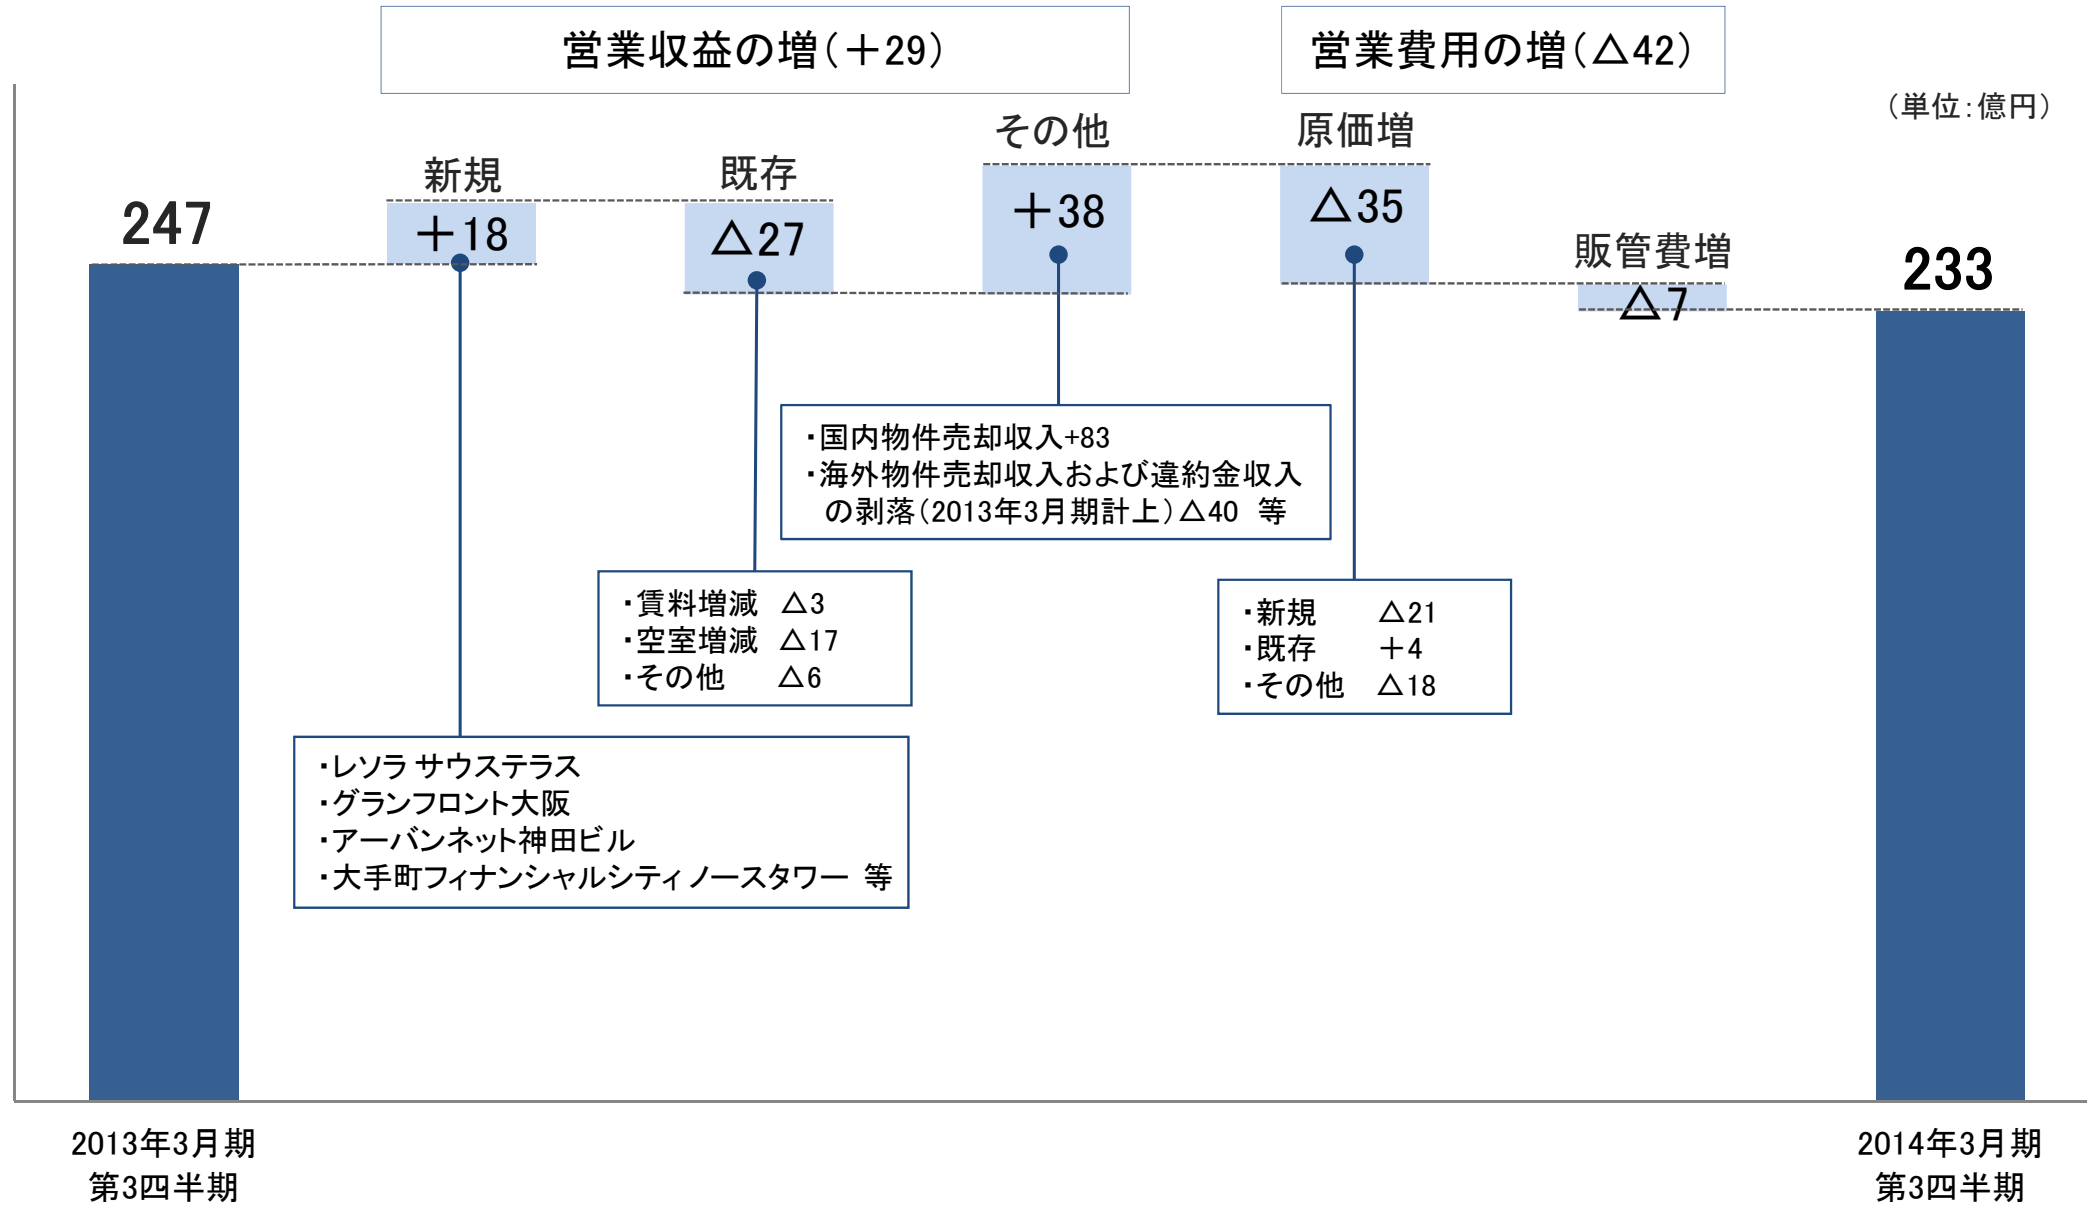 営業収益の増(＋29)
営業費用の増(△42)
(単位:億円)
247
新規
＋18
既存
△27
その他
＋38
原価増
△35
販管費増
△7
233
・国内物件売却収入+83
・海外物件売却収入および違約金収入
の剥落(2013年3月期計上)△40 等
・賃料増減 △3
・空室増減 △17
・その他 △6
・新規 △21
・既存 ＋4
・その他 △18
・レソラ サウステラス
・グランフロント大阪
・アーバンネット神田ビル
・大手町フィナンシャルシティ ノースタワー 等
2013年3月期
第3四半期
2014年3月期
第3四半期